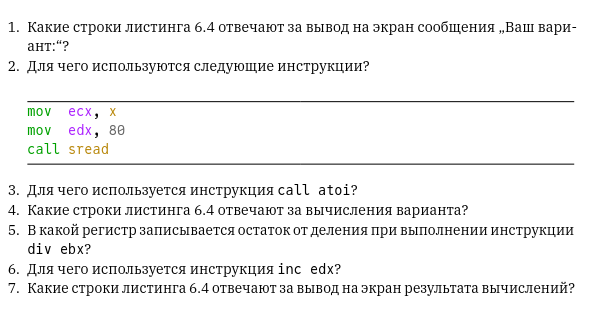 1. Какие строки листинга 6.4 отвечают за вывод на экран сообщения „Ваш вари-
ант:“?
2. Для чего используются следующие инструкции?
mov ecx, x
mov edx, 80
call sread
3. Для чего используется инструкция call atoi?
4. Какие строки листинга 6.4 отвечают за вычисления варианта?
5. В какой регистр записывается остаток от деления при выполнении инструкции
div ebx?
6. Для чего используется инструкция inc edx?
7. Какие строки листинга 6.4 отвечают за вывод на экран результата вычислений?